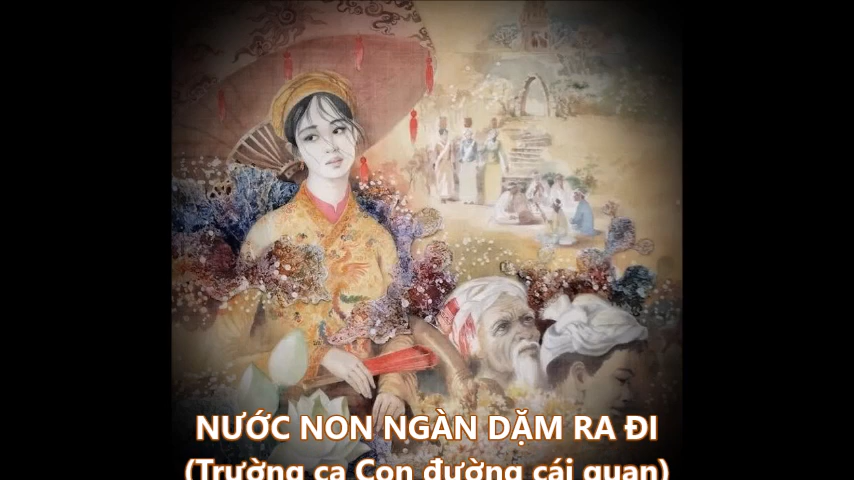 NƯỚC NON NGÀN DẶM RA ĐI
(Trường ca Con đường cái quan)